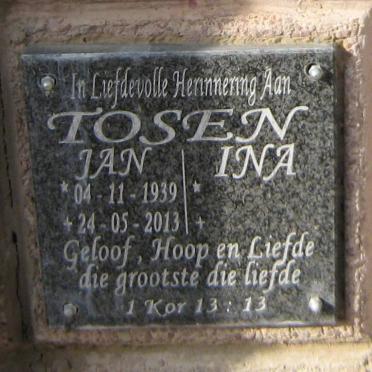 In Liefdevolle Herinnering Aan
TOSEN
JAN INA
* 04 - 11 - 1939 *
+ 24 - 05 - 2013 +
Geloof , Hoop en Liefde
die grootste die liefde
1 Kor 13 : 13